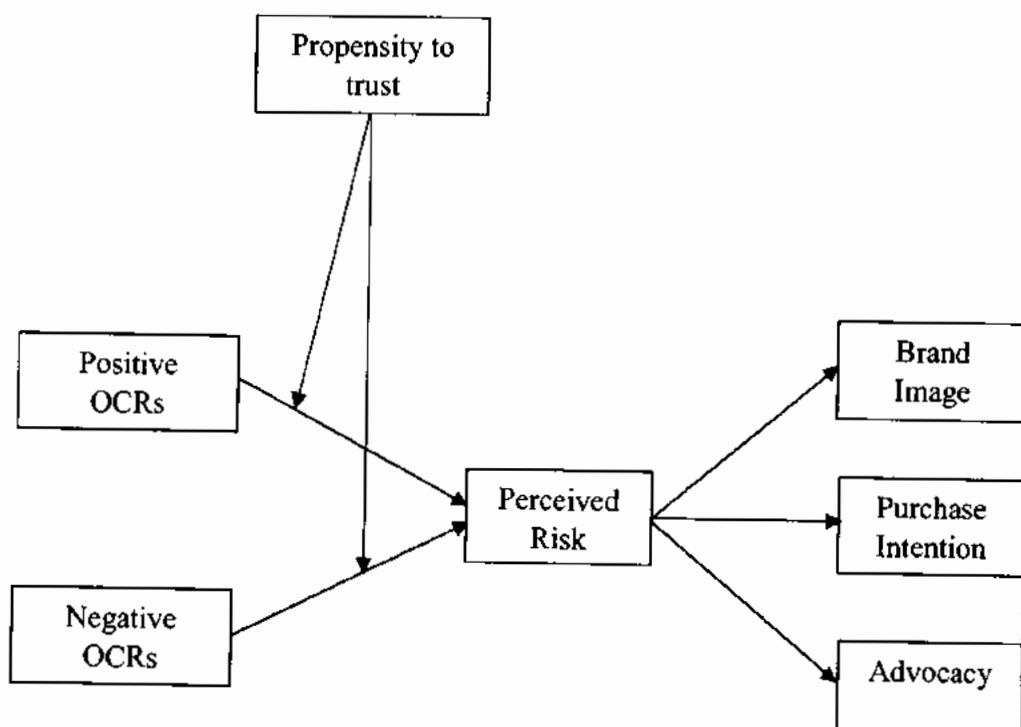 Propensity to
trust
Positive
OCRs
Brand
Image
Perceived
Risk
Purchase
Intention
Negative
OCRs
Advocacy